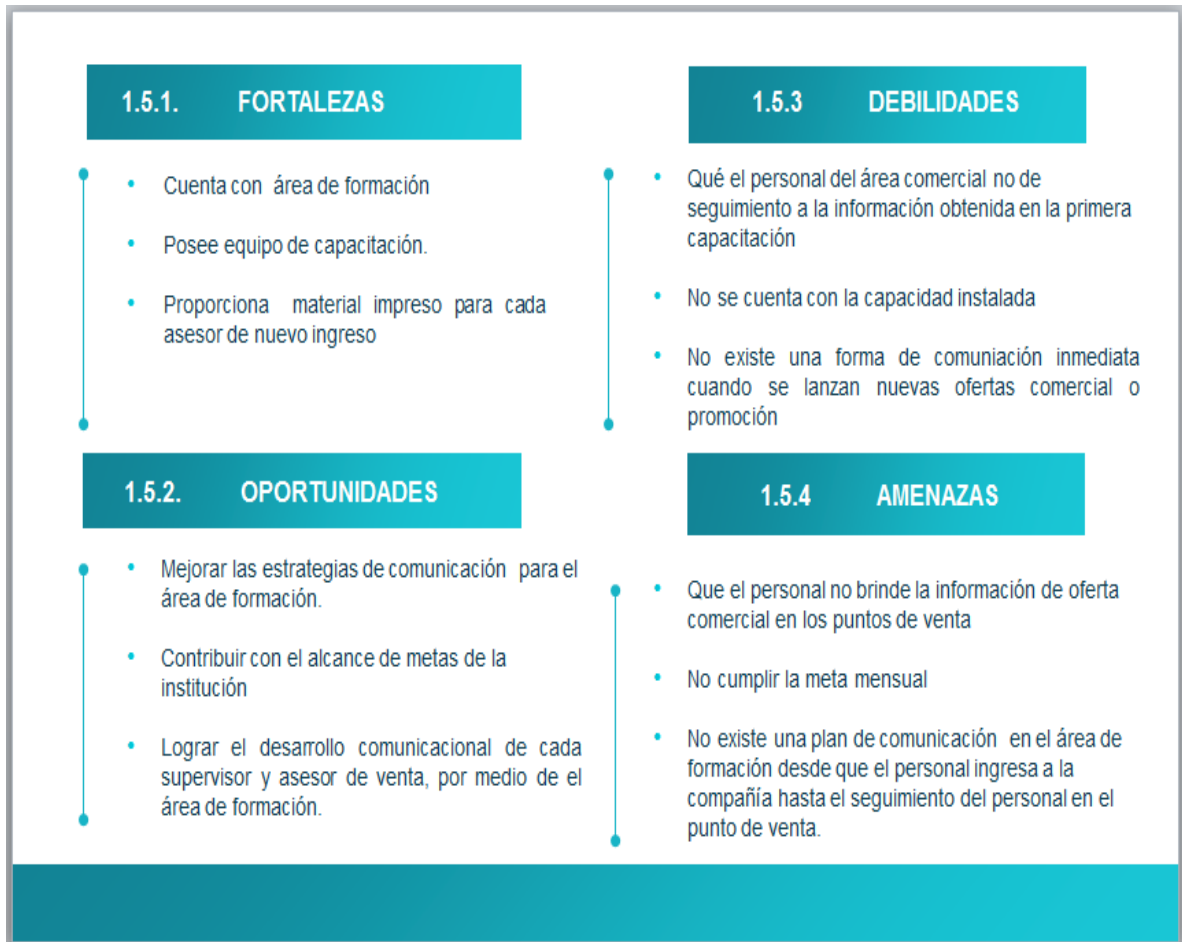 1.5.1. FORTALEZAS
• Cuenta con área de formación
• Posee equipo de capacitación.
• Proporciona material impreso para cada
asesor de nuevo ingreso
1.5.2. OPORTUNIDADES
• Mejorar las estrategias de comunicación para el
área de formación.
• Contribuir con el alcance de metas de la
institución
• Lograr el desarrollo comunicacional de cada
supervisor y asesor de venta, por medio de el
área de formación.
1.5.3 DEBILIDADES
• Qué el personal del área comercial no de
seguimiento a la información obtenida en la primera
capacitación
• No se cuenta con la capacidad instalada
• No existe una forma de comuniación inmediata
cuando se lanzan nuevas ofertas comercial o
promoción
1.5.4 AMENAZAS
• Que el personal no brinde la información de oferta
comercial en los puntos de venta
• No cumplir la meta mensual
• No existe una plan de comunicación en el área de
formación desde que el personal ingresa a la
compañía hasta el seguimiento del personal en el
punto de venta.